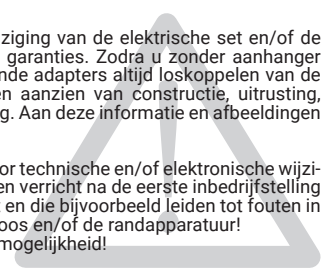 ziging van de elektrische set en/of de
garanties. Zodra u zonder aanhanger
nde adapters altijd loskoppelen van de
n aanzien van constructie, uitrusting,
g. Aan deze informatie en afbeeldingen
or technische en/of elektronische wijzi-
en verricht na de eerste inbedrijfstelling
t en die bijvoorbeeld leiden tot fouten in
oos en/of de randapparatuur!
mogelijkheid!